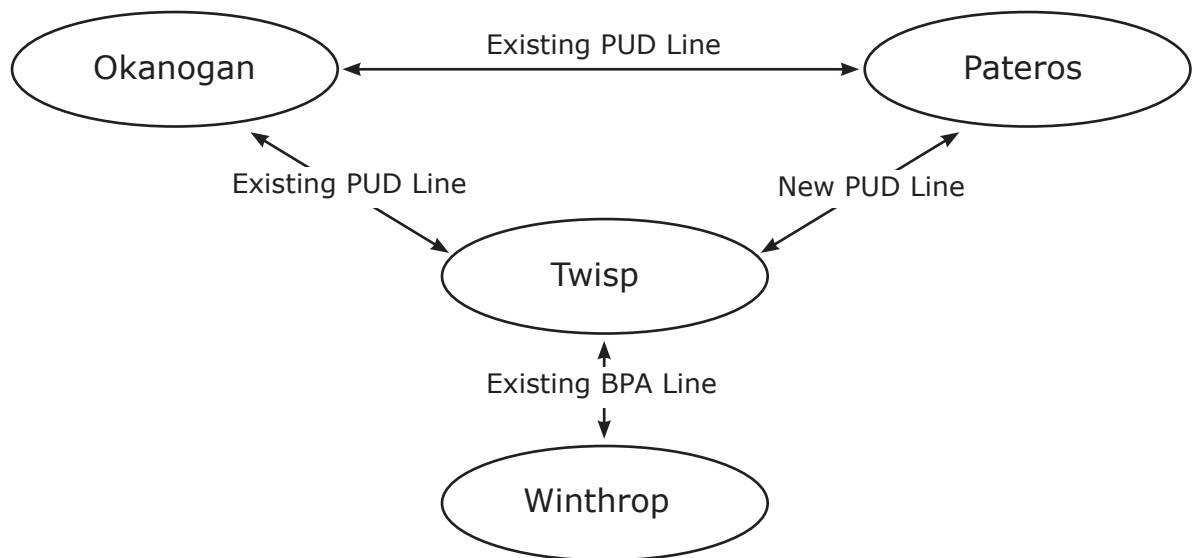 Existing PUD Line
Okanogan
Pateros
Existing PUD Line
New PUD Line
Twisp
Existing BPA Line
Winthrop